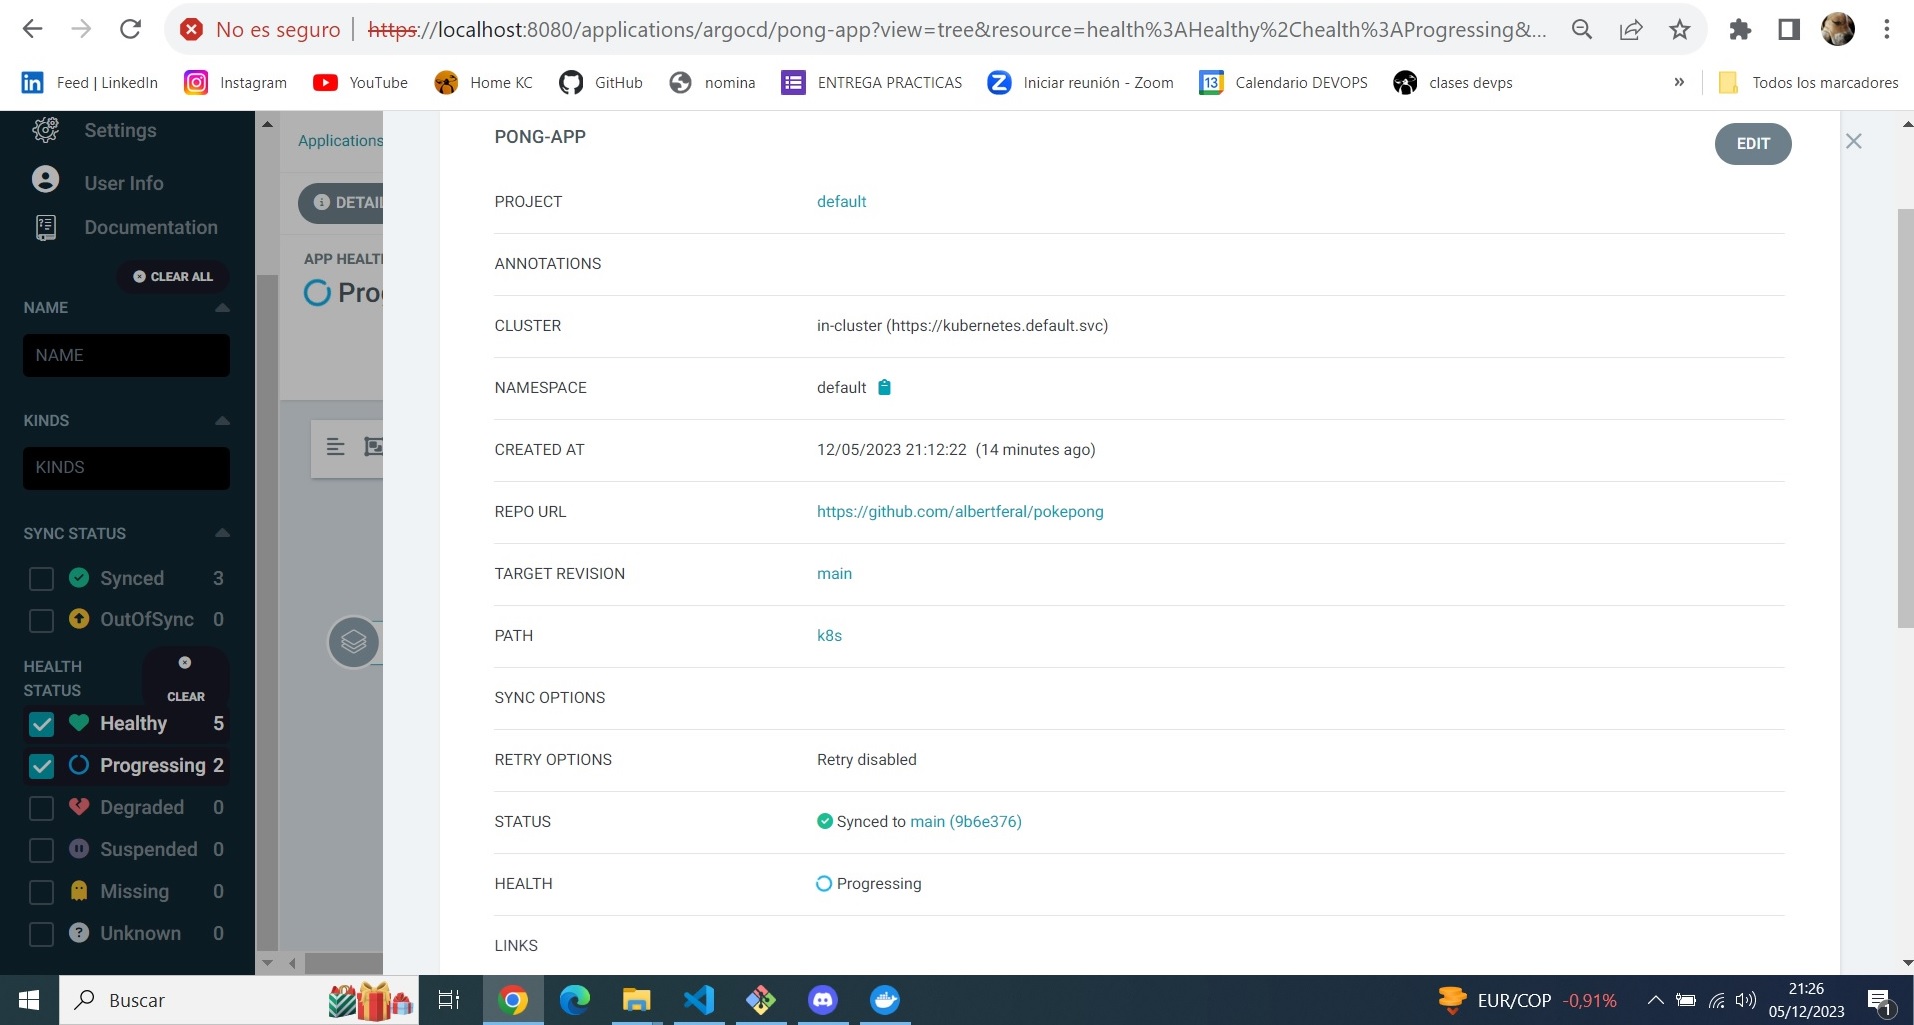 No es seguro | https://localhost:8080/applications/argocd/pong-app?view=tree&resource=health%3AHealthy%2Chealth%3AProgressing&...
Feed | LinkedIn Instagram YouTube Home KC GitHub nomina ENTREGA PRACTICAS Iniciar reunión - Zoom 13 Calendario DEVOPS clases devps » Todos los marcadores
Settings
User Info
Documentation
CLEAR ALL
NAME
NAME
KINDS
KINDS
SYNC STATUS
Synced 3
OutOfSync 0
HEALTH STATUS
CLEAR
Healthy 5
Progressing 2
Degraded 0
Suspended 0
Missing 0
Unknown 0
Applications
DETAIL
APP HEALT
Pro
PONG-APP
EDIT
PROJECT default
ANNOTATIONS
CLUSTER in-cluster (https://kubernetes.default.svc)
NAMESPACE default
CREATED AT 12/05/2023 21:12:22 (14 minutes ago)
REPO URL https://github.com/albertferal/pokepong
TARGET REVISION main
PATH k8s
SYNC OPTIONS
RETRY OPTIONS Retry disabled
STATUS Synced to main (9b6e376)
HEALTH Progressing
LINKS
Buscar
EUR/COP -0,91%
21:26
05/12/2023
1